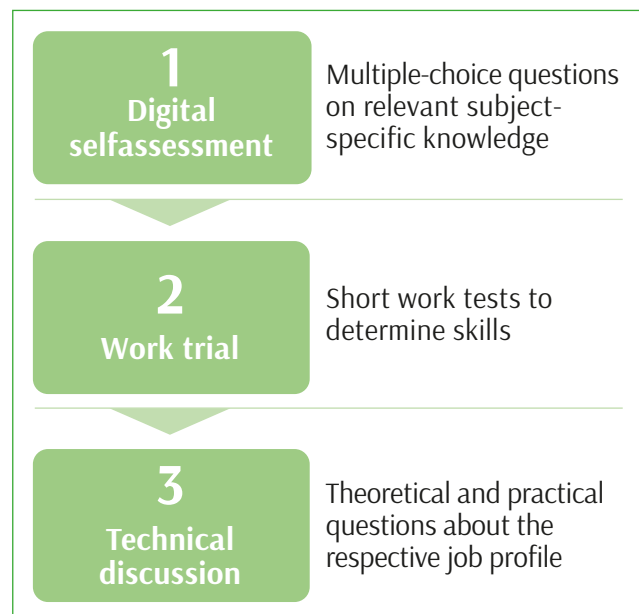 1
Digital
selfassessment
Multiple-choice questions
on relevant subject-
specific knowledge
2
Work trial
Short work tests to
determine skills
3
Technical
discussion
Theoretical and practical
questions about the
respective job profile